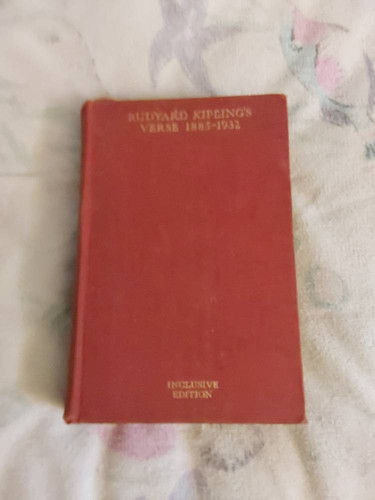 RUDYARD KIPLING'S
VERSE 1885-1932
INCLUSIVE
EDITION